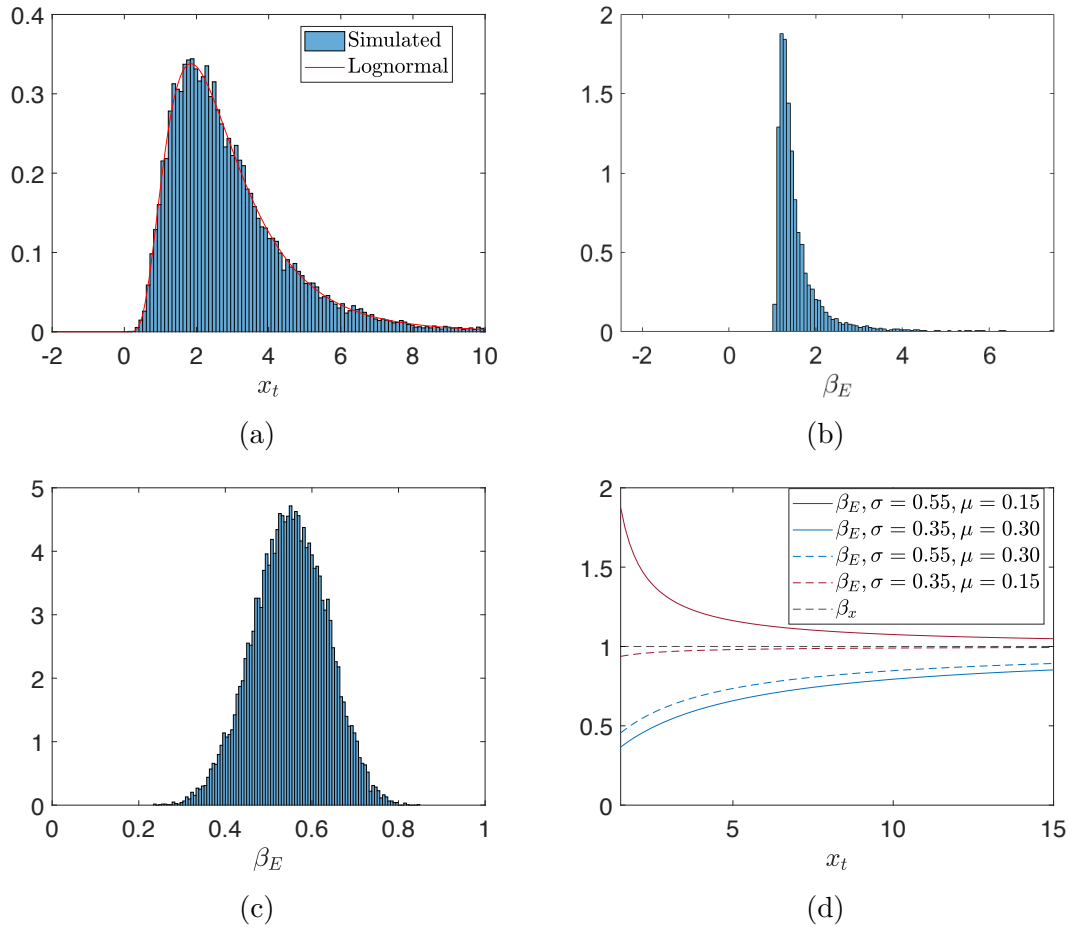 0.4
0.3
0.2
0.1
0
-2 0 2 4 6 8 10
x_t
Simulated
Lognormal
(a)
2
1.5
1
0.5
0
-2 0 2 4 6
β_E
(b)
5
4
3
2
1
0
0 0.2 0.4 0.6 0.8 1
β_E
(c)
2
1.5
1
0.5
0
5 10 15
x_t
β_E, σ = 0.55, μ = 0.15
β_E, σ = 0.35, μ = 0.30
β_E, σ = 0.55, μ = 0.30
β_E, σ = 0.35, μ = 0.15
β_x
(d)